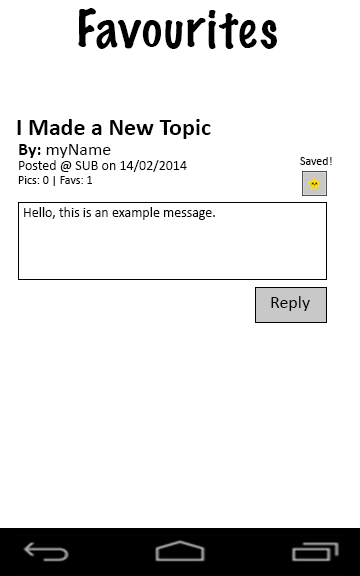 Favourites
I Made a New Topic
By: myName
Posted @ SUB on 14/02/2014
Saved!
Pics: 0 | Favs: 1
Hello, this is an example message.
Reply